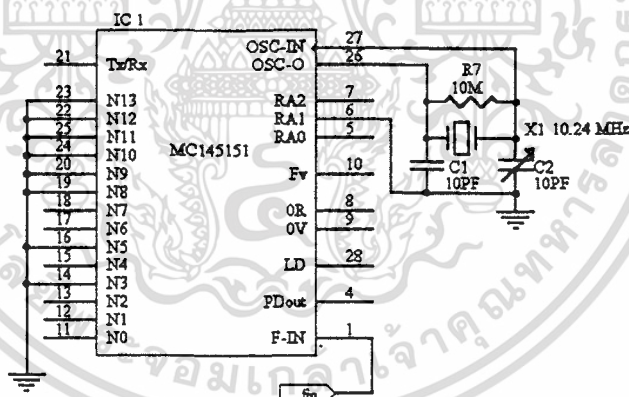 IC 1
21 Tx/Rx
23 N13
22 N12
25 N11
24 N10
20 N9
19 N8
18 N7
17 N6
16 N5
15 N4
14 N3
13 N2
12 N1
11 N0
MC145151
OSC-IN 27
OSC-O 26
RA2 7
RA1 6
RA0 5
Fv 10
0R 8
0V 9
LD 28
PDout 4
F-IN 1
fin
R7
10M
X1 10.24 MHz
C1
10PF
C2
10PF